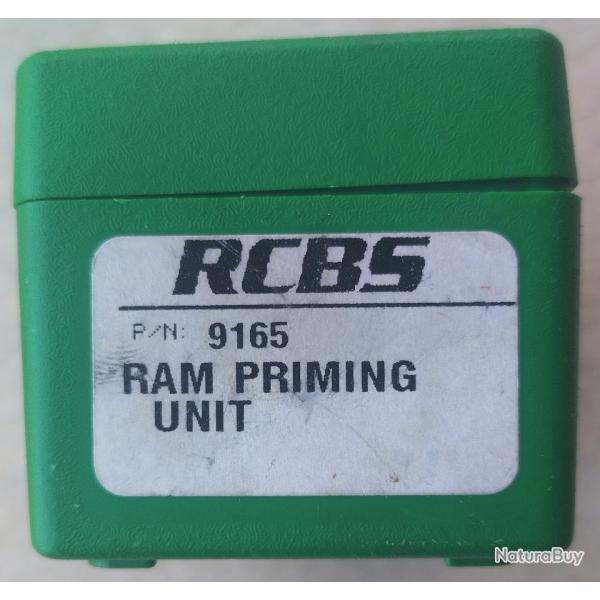 RCBS
P/N: 9165
RAM PRIMING
UNIT
NaturaBuy